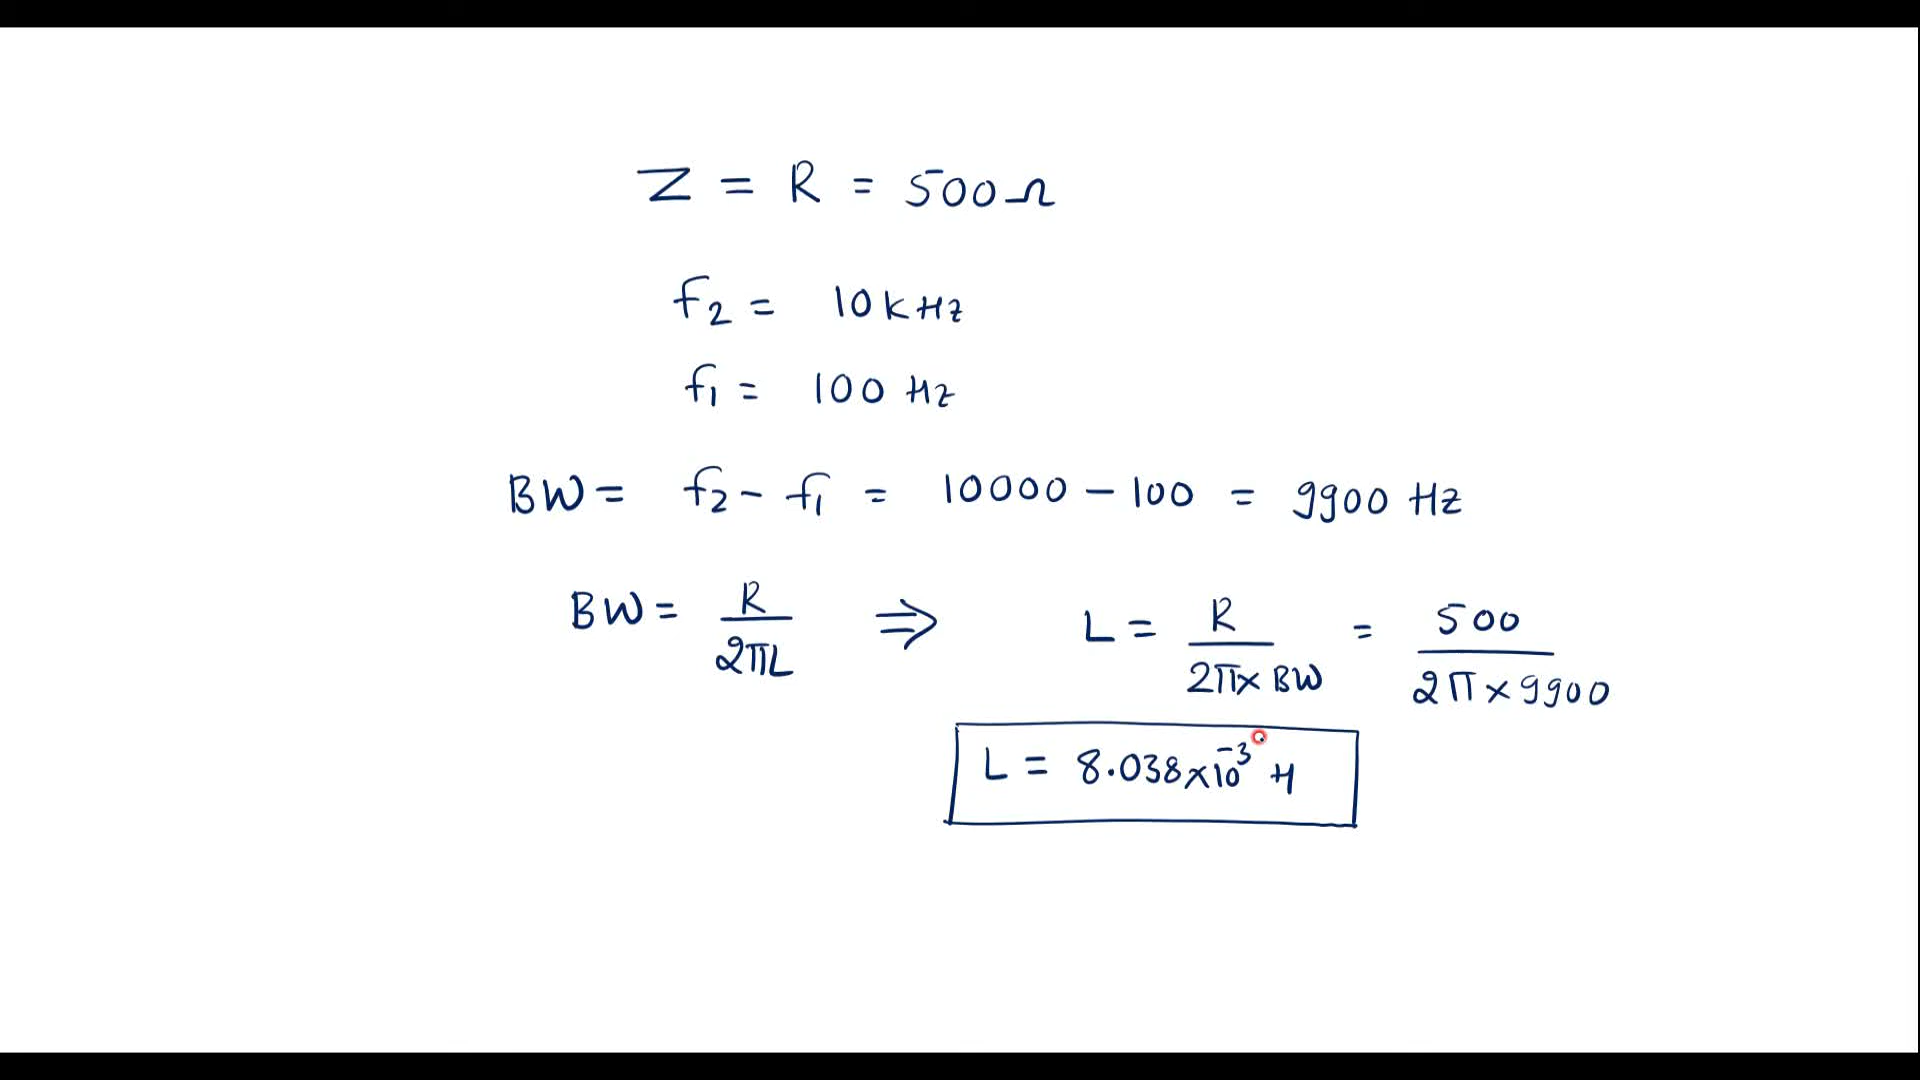 Z = R = 500Ω
f₂ = 10KHz
f₁ = 100 Hz
BW = f₂ - f₁ = 10000 - 100 = 9900 Hz
BW = R/2πL ⇒ L = R/2π× BW = 500/2π×9900
L = 8.038×10⁻³ H